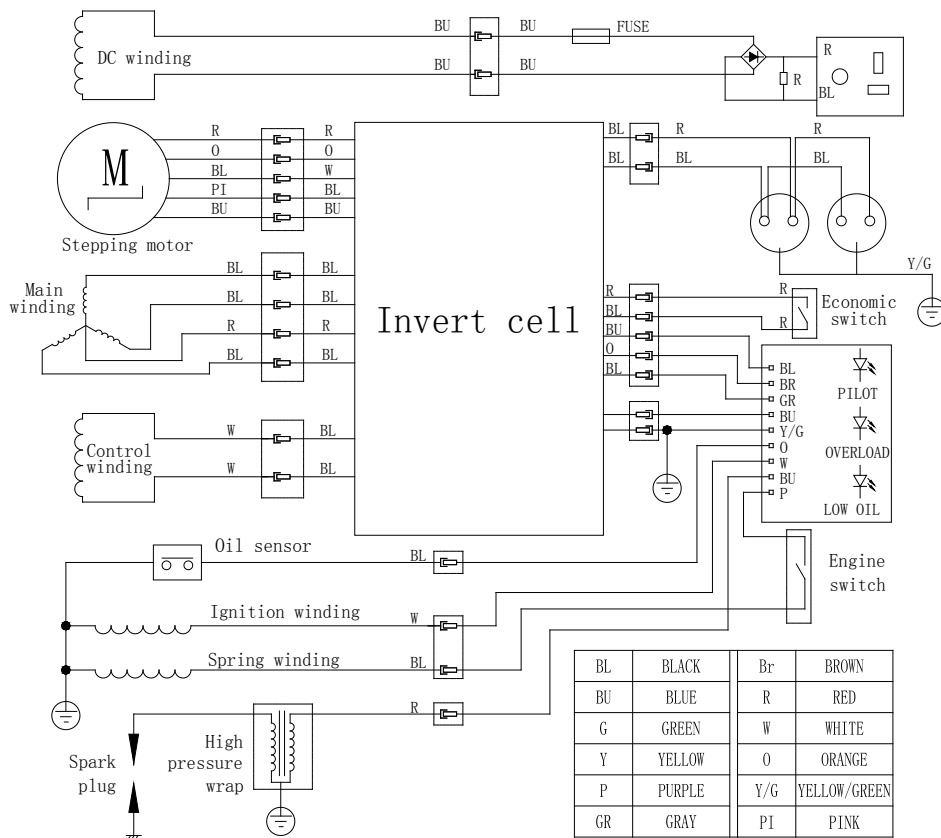 BU BU FUSE
DC winding
R
R
BU BU
BL
R R BL R R
O O
M
BL W BL BL BL
PI BL
BU BU
Stepping motor
BL BL Y/G
Main
winding
BL BL R R Economic
switch
BL R
R R BU
Invert cell
O
BL BL BL
BL
BR
GR PILOT
BU
Y/G
W BL O OVERLOAD
Control
winding
W
W BL BU
P LOW OIL
Oil sensor BL
Engine
switch
Ignition winding W
Spring winding BL
BL BLACK Br BROWN
BU BLUE R RED
G GREEN W WHITE
Y YELLOW O ORANGE
P PURPLE Y/G YELLOW/GREEN
GR GRAY PI PINK
R
High
pressure
wrap
Spark
plug